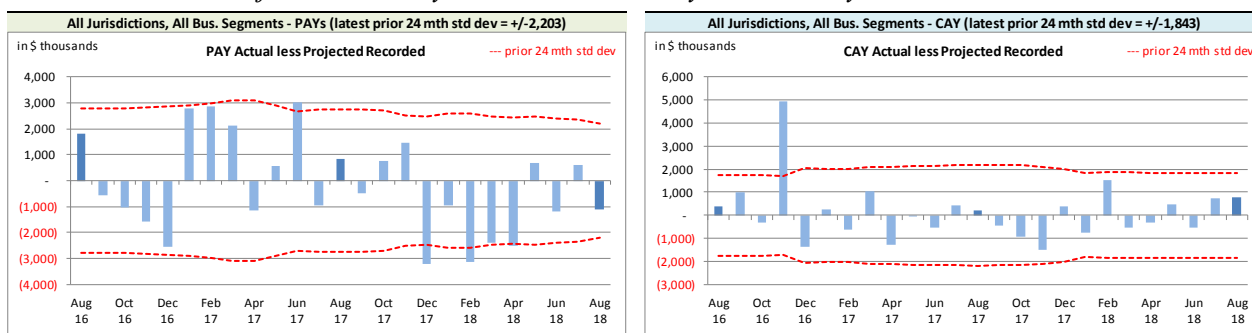 All Jurisdictions, All Bus. Segments - PAYs (latest prior 24 mth std dev = +/-2,203)
in $ thousands
PAY Actual less Projected Recorded
--- prior 24 mth std dev
4,000
3,000
2,000
1,000
-
(1,000)
(2,000)
(3,000)
(4,000)
Aug Oct Dec Feb Apr Jun Aug Oct Dec Feb Apr Jun Aug
16 16 16 17 17 17 17 17 17 18 18 18 18
All Jurisdictions, All Bus. Segments - CAY (latest prior 24 mth std dev = +/-1,843)
in $ thousands
CAY Actual less Projected Recorded
--- prior 24 mth std dev
6,000
5,000
4,000
3,000
2,000
1,000
-
(1,000)
(2,000)
(3,000)
Aug Oct Dec Feb Apr Jun Aug Oct Dec Feb Apr Jun Aug
16 16 16 17 17 17 17 17 17 18 18 18 18